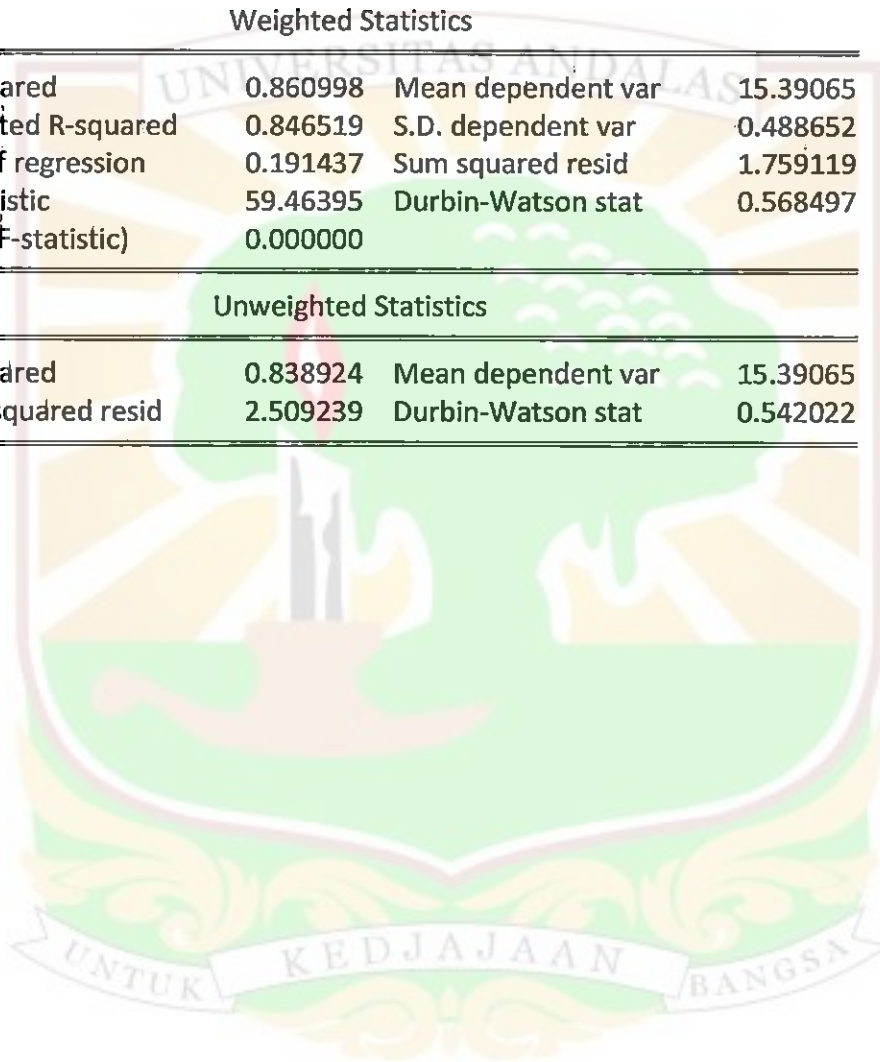 Weighted Statistics
UNIVERSITAS ANDALAS
ared 0.860998 Mean dependent var 15.39065
ted R-squared 0.846519 S.D. dependent var 0.488652
f regression 0.191437 Sum squared resid 1.759119
istic 59.46395 Durbin-Watson stat 0.568497
F-statistic) 0.000000
Unweighted Statistics
ared 0.838924 Mean dependent var 15.39065
squared resid 2.509239 Durbin-Watson stat 0.542022
UNTUK KEDJAJAAN BANGSA